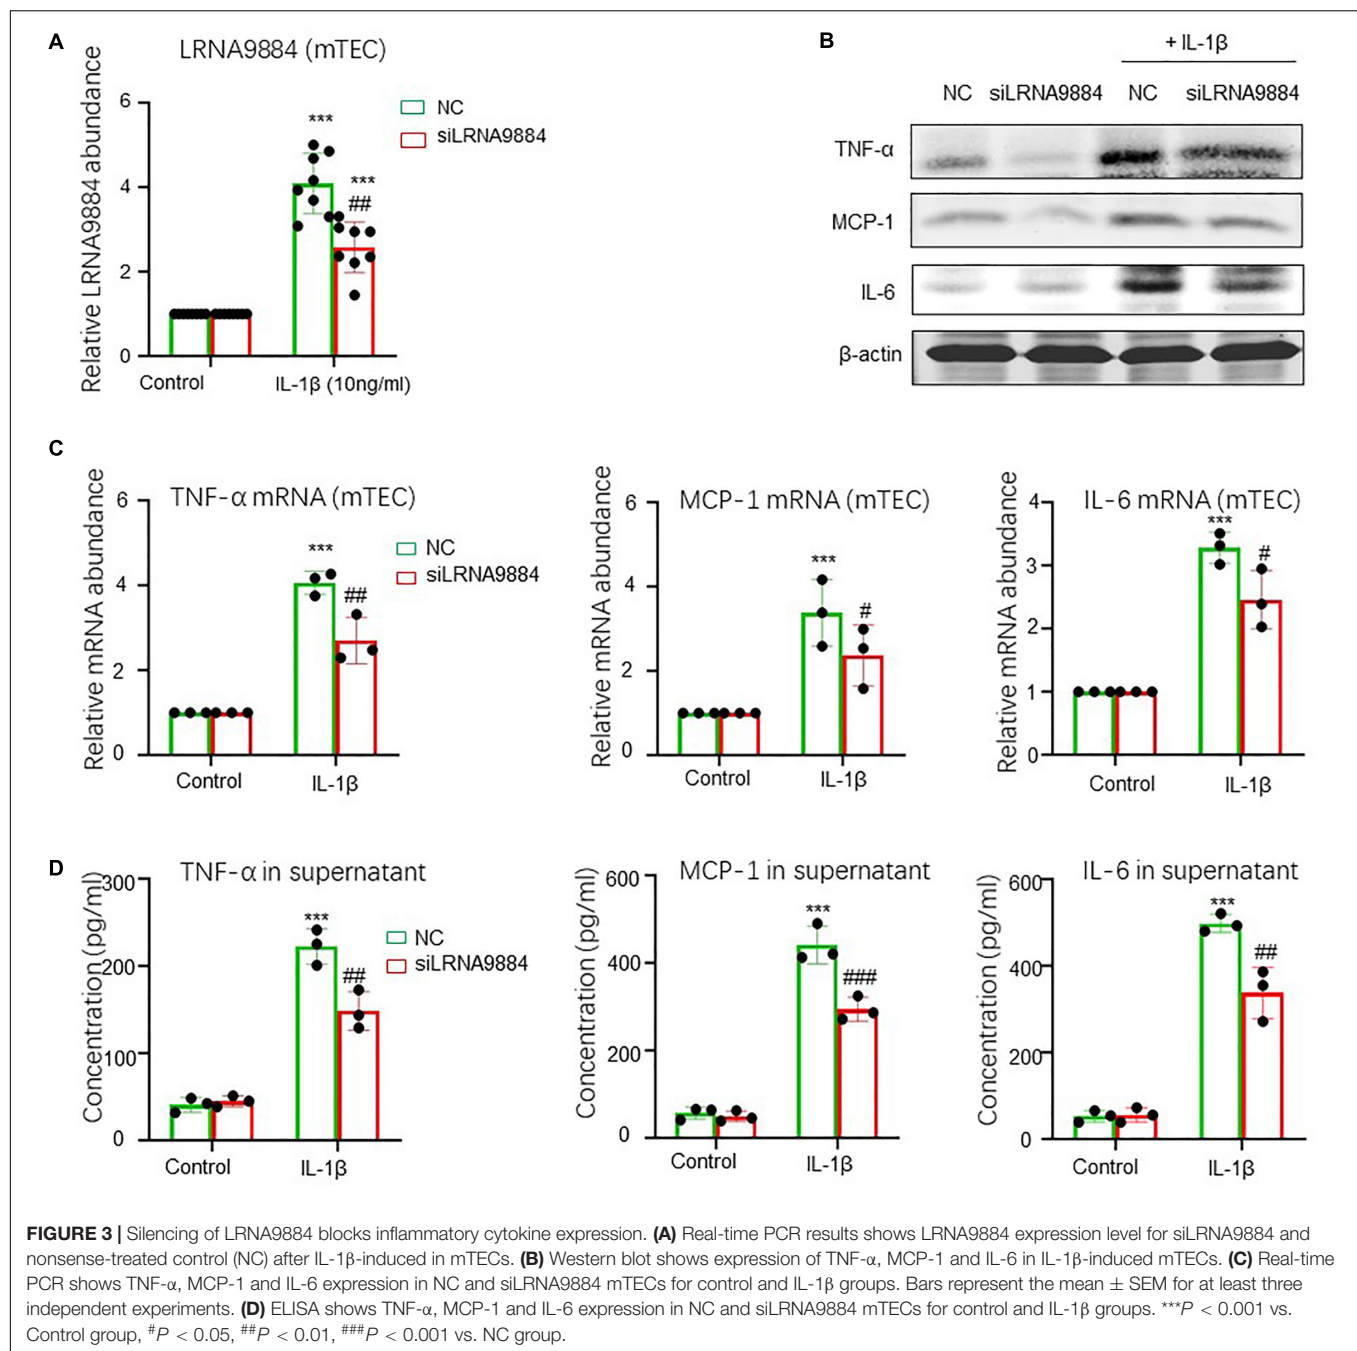 A
LRNA9884 (mTEC)
Relative LRNA9884 abundance
6
4
2
0
***
***
##
NC
siLRNA9884
Control
IL-1β (10ng/ml)
B
+ IL-1β
NC siLRNA9884 NC siLRNA9884
TNF-α
MCP-1
IL-6
β-actin
C
TNF-α mRNA (mTEC)
Relative mRNA abundance
6
4
2
0
***
##
NC
siLRNA9884
Control
IL-1β
MCP-1 mRNA (mTEC)
Relative mRNA abundance
6
4
2
0
***
#
Control
IL-1β
IL-6 mRNA (mTEC)
Relative mRNA abundance
4
3
2
1
0
***
#
Control
IL-1β
D
TNF-α in supernatant
Concentration (pg/ml)
300
200
100
0
***
##
NC
siLRNA9884
Control
IL-1β
MCP-1 in supernatant
Concentration (pg/ml)
600
400
200
0
***
###
Control
IL-1β
IL-6 in supernatant
Concentration (pg/ml)
600
400
200
0
***
##
Control
IL-1β
FIGURE 3 | Silencing of LRNA9884 blocks inflammatory cytokine expression. (A) Real-time PCR results shows LRNA9884 expression level for siLRNA9884 and
nonsense-treated control (NC) after IL-1β-induced in mTECs. (B) Western blot shows expression of TNF-α, MCP-1 and IL-6 in IL-1β-induced mTECs. (C) Real-time
PCR shows TNF-α, MCP-1 and IL-6 expression in NC and siLRNA9884 mTECs for control and IL-1β groups. Bars represent the mean ± SEM for at least three
independent experiments. (D) ELISA shows TNF-α, MCP-1 and IL-6 expression in NC and siLRNA9884 mTECs for control and IL-1β groups. ***P < 0.001 vs.
Control group, #P < 0.05, ##P < 0.01, ###P < 0.001 vs. NC group.